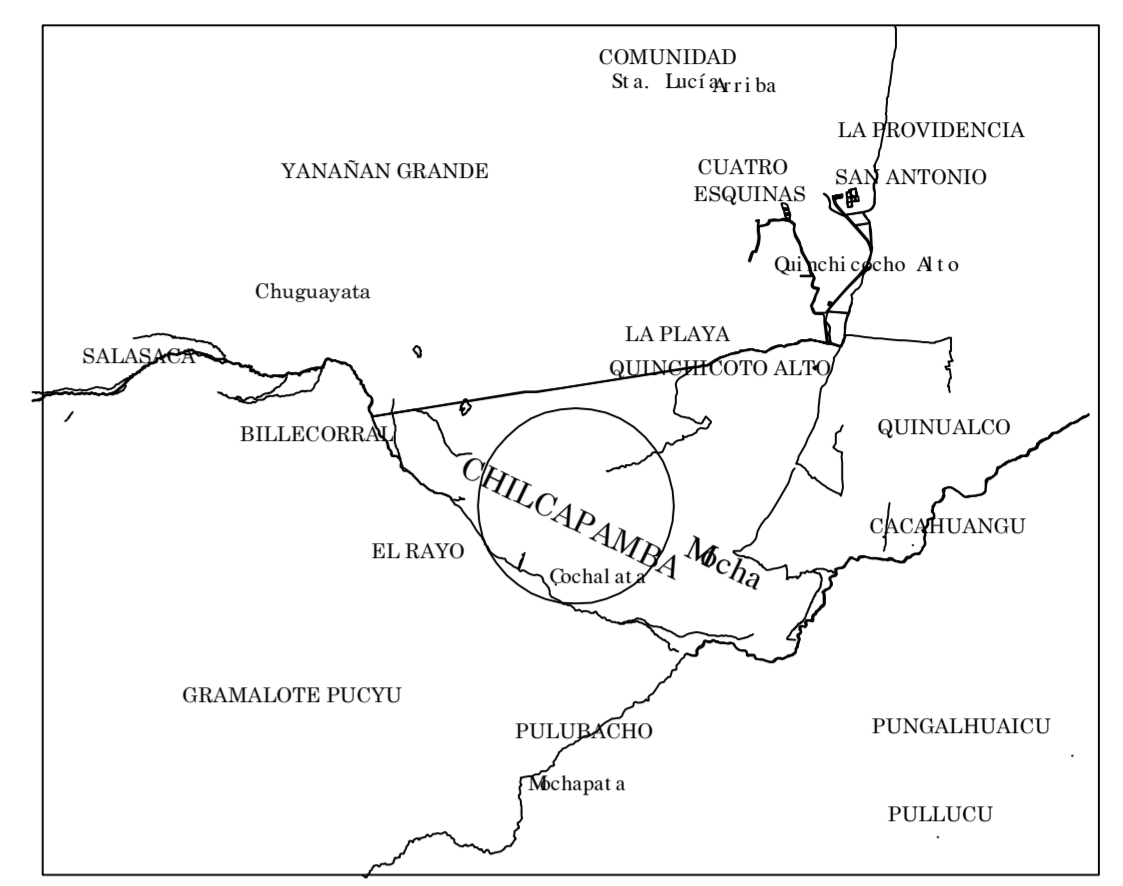 COMUNIDAD
Sta. Lucía Arriba
LA PROVIDENCIA
YANAÑAN GRANDE
CUATRO
ESQUINAS
SAN ANTONIO
Quinchicocho Alto
Chuguayata
LA PLAYA
SALASACA
QUINCHICOTO ALTO
BILLECORRAL
QUINUALCO
CHILCAPAMBA
Mocha
CACAHUANGU
EL RAYO
Cochalata
GRAMALOTE PUCYU
PULUBACHO
PUNGALHUAICU
Mochapata
PULLUCU